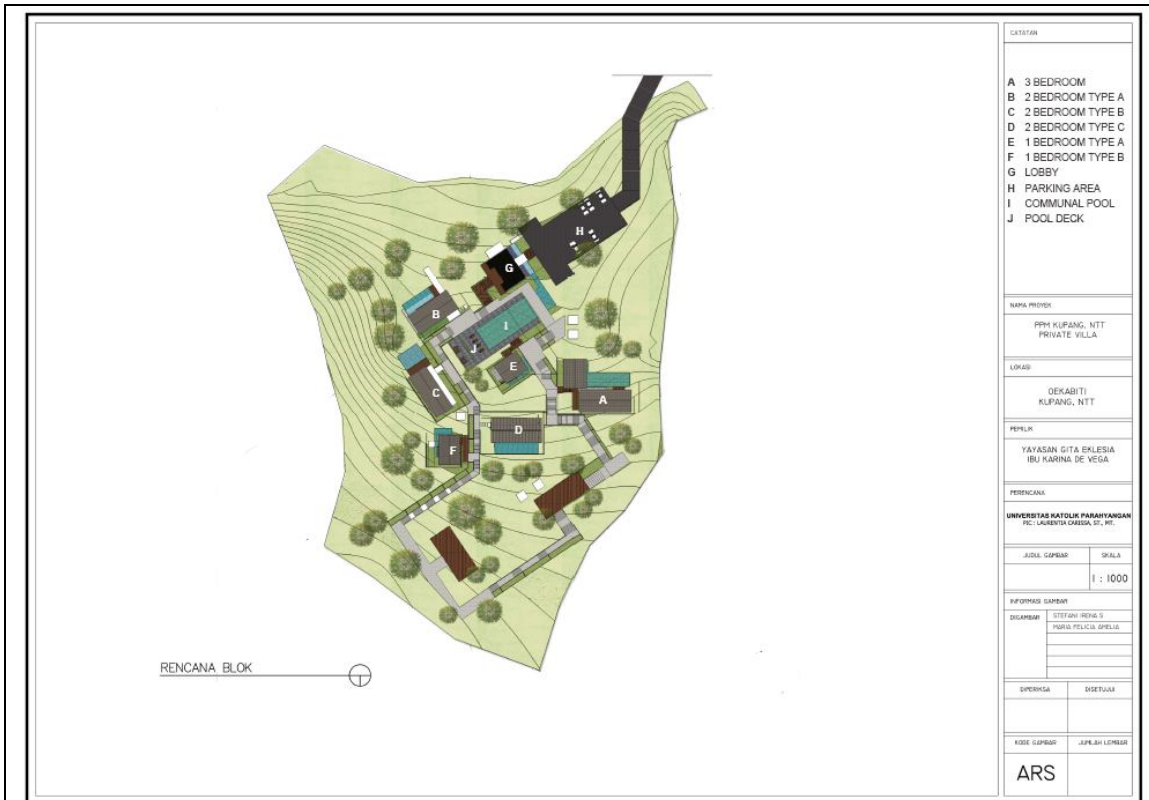 H
G
B
I
J
E
C
A
D
F
RENCANA BLOK
CATATAN
A 3 BEDROOM
B 2 BEDROOM TYPE A
C 2 BEDROOM TYPE B
D 2 BEDROOM TYPE C
E 1 BEDROOM TYPE A
F 1 BEDROOM TYPE B
G LOBBY
H PARKING AREA
I COMMUNAL POOL
J POOL DECK
NAMA PROYEK
PPM KUPANG, NTT
PRIVATE VILLA
LOKASI
OEKABITI
KUPANG, NTT
PEMILIK
YAYASAN GITA EKLESIA
IBU KARINA DE VEGA
PERENCANA
UNIVERSITAS KATOLIK PARAHYANGAN
PIC : LAURENTIA CARISSA, ST., MT.
JUDUL GAMBAR SKALA
1 : 1000
INFORMASI GAMBAR
DIGAMBAR STEFANI IRENA S
MARIA FELICIA AMELIA
DIPERIKSA DISETUJUI
KODE GAMBAR JUMLAH LEMBAR
ARS